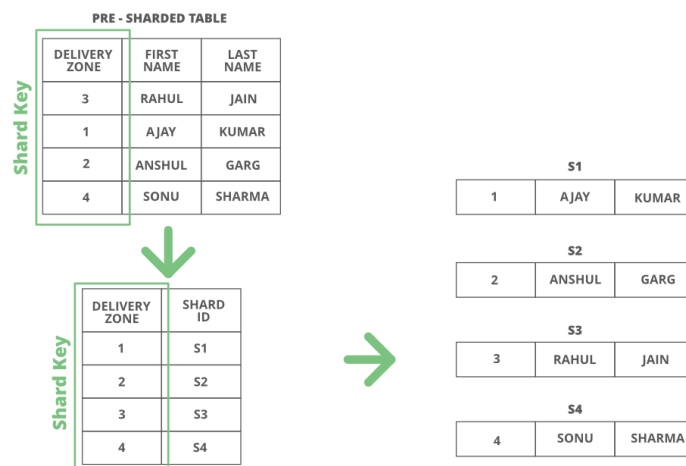 PRE - SHARDED TABLE
Shard Key
DELIVERY ZONE FIRST NAME LAST NAME
3 RAHUL JAIN
1 AJAY KUMAR
2 ANSHUL GARG
4 SONU SHARMA
Shard Key
DELIVERY ZONE SHARD ID
1 S1
2 S2
3 S3
4 S4
S1
1 AJAY KUMAR
S2
2 ANSHUL GARG
S3
3 RAHUL JAIN
S4
4 SONU SHARMA